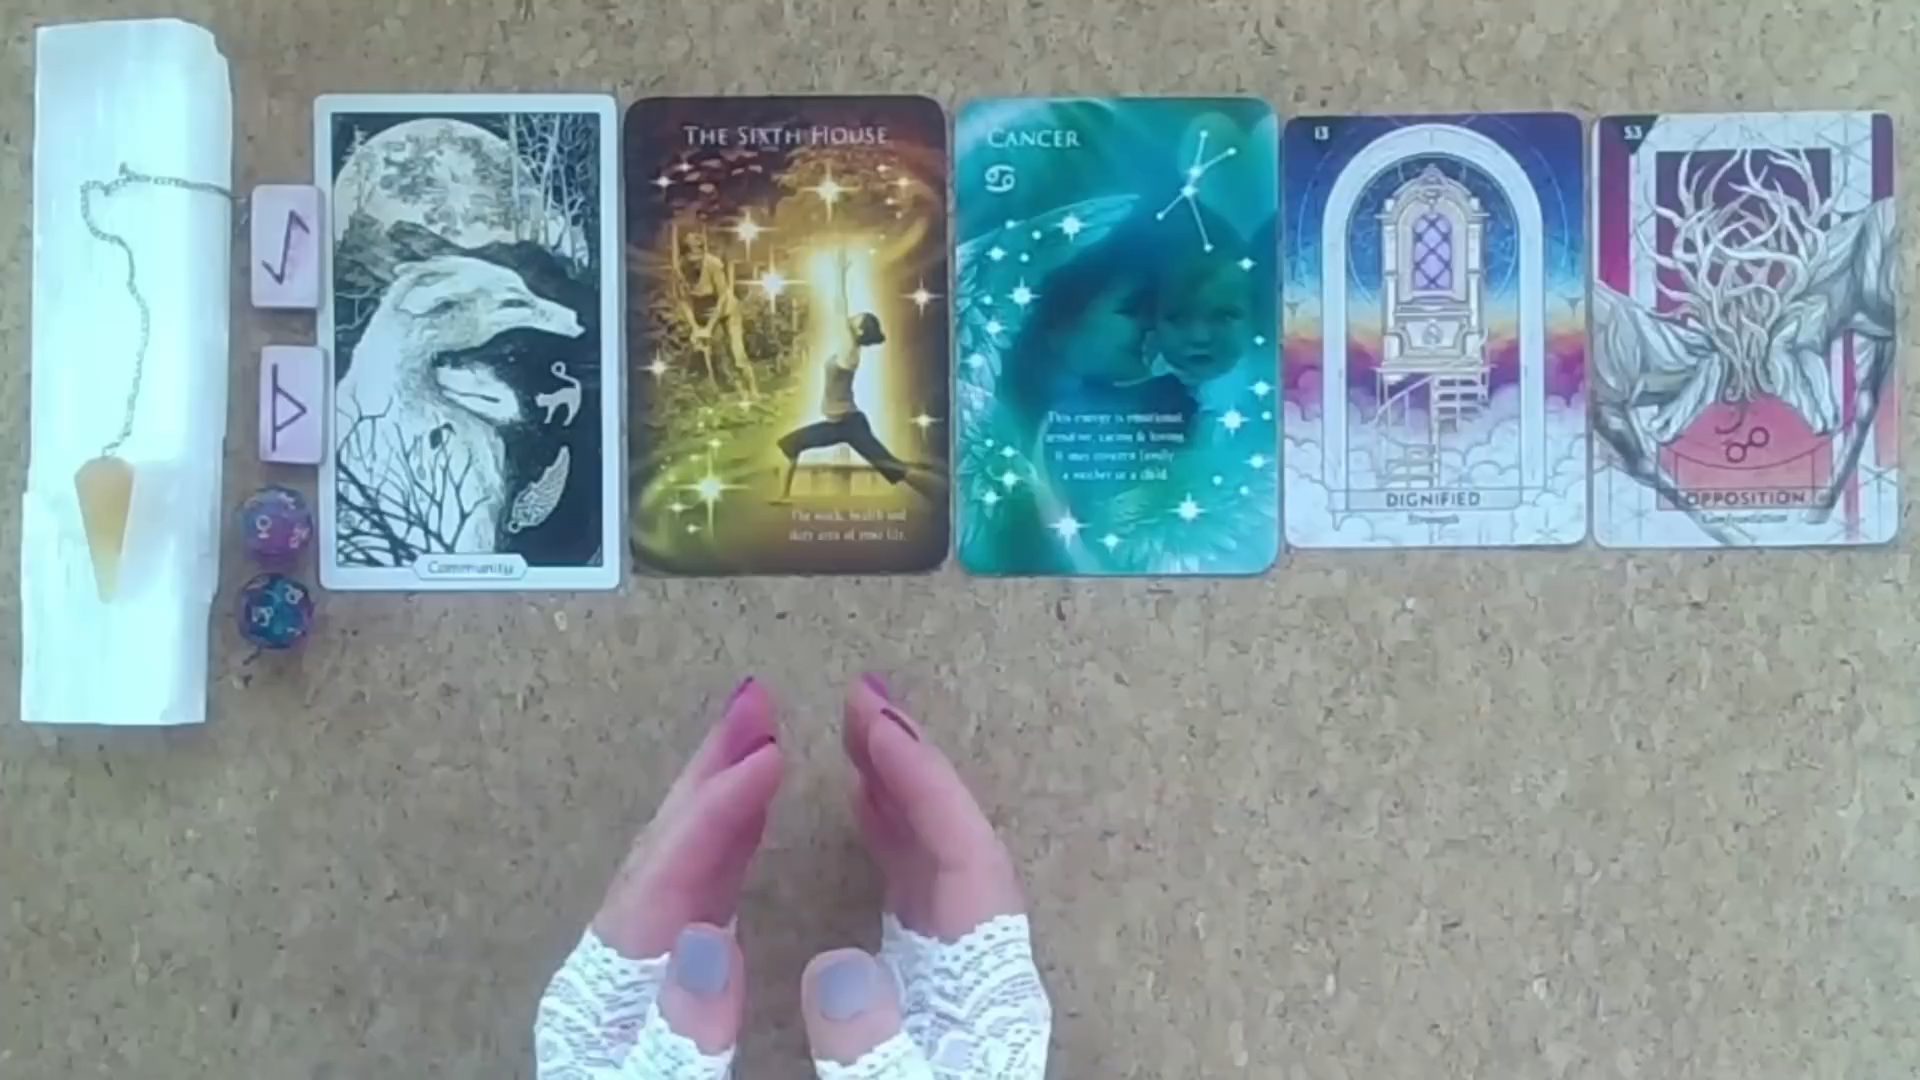 Community
THE SIXTH HOUSE
The work, health and
duty area of your life.
CANCER
This energy is emotional,
sensitive, caring & loving.
It may concern family,
a mother or a child.
13
DIGNIFIED
Strength
53
OPPOSITION
Confrontation